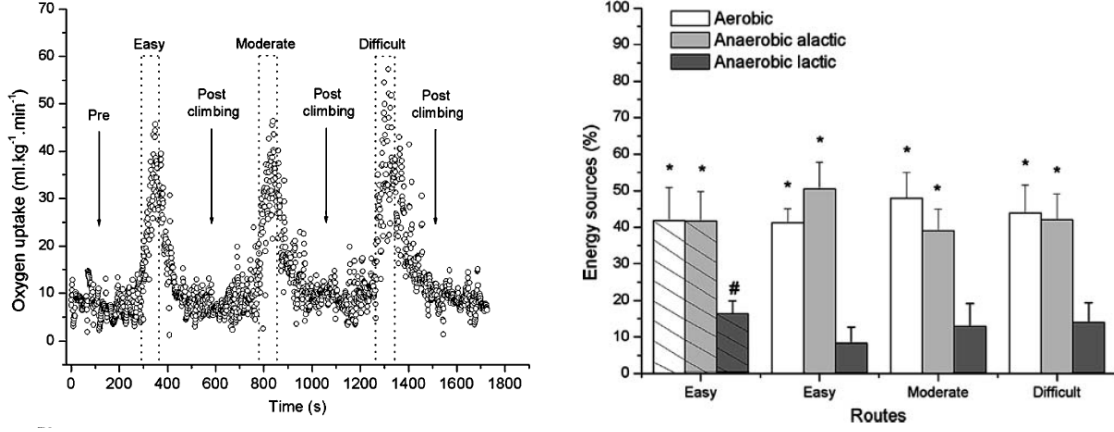 70
60
50
40
30
20
10
0
Oxygen uptake (ml.kg-1.min-1)
Easy
Moderate
Difficult
Pre
Post
climbing
Post
climbing
Post
climbing
0 200 400 600 800 1000 1200 1400 1600 1800
Time (s)
100
90
80
70
60
50
40
30
20
10
0
Energy sources (%)
Aerobic
Anaerobic alactic
Anaerobic lactic
* * # * * * * * *
Easy Easy Moderate Difficult
Routes